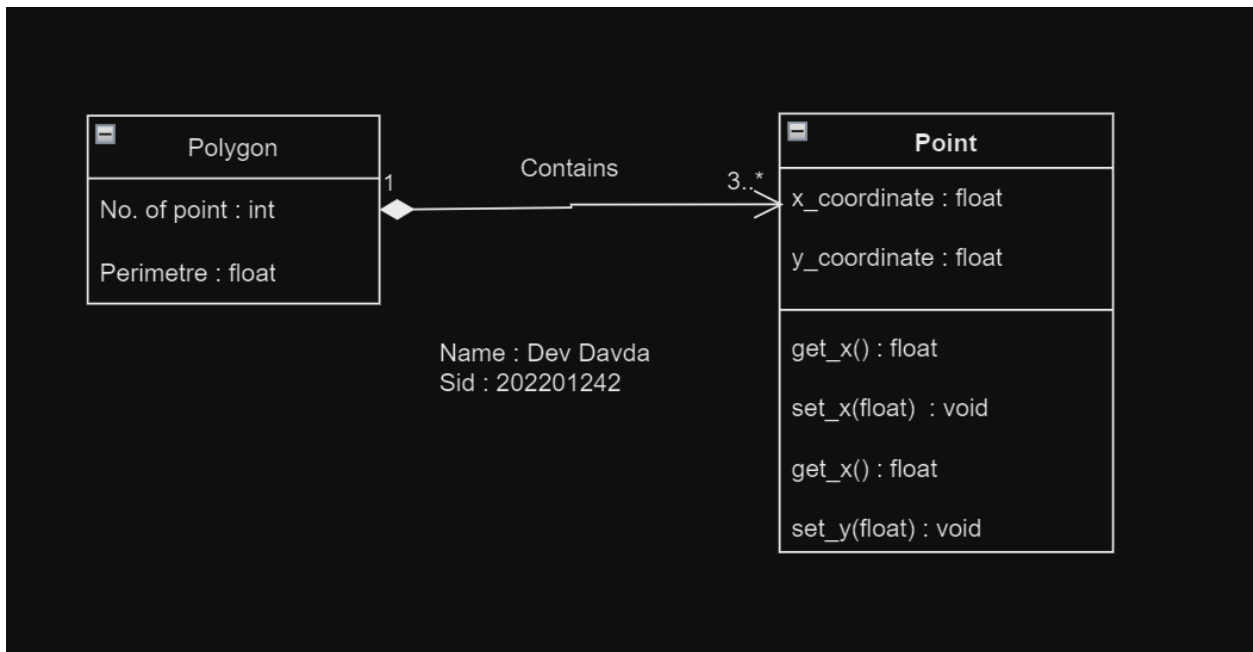 Polygon
No. of point : int
Perimetre : float
1
Contains
3..*
Point
x_coordinate : float
y_coordinate : float
get_x() : float
set_x(float) : void
get_x() : float
set_y(float) : void
Name : Dev Davda
Sid : 202201242